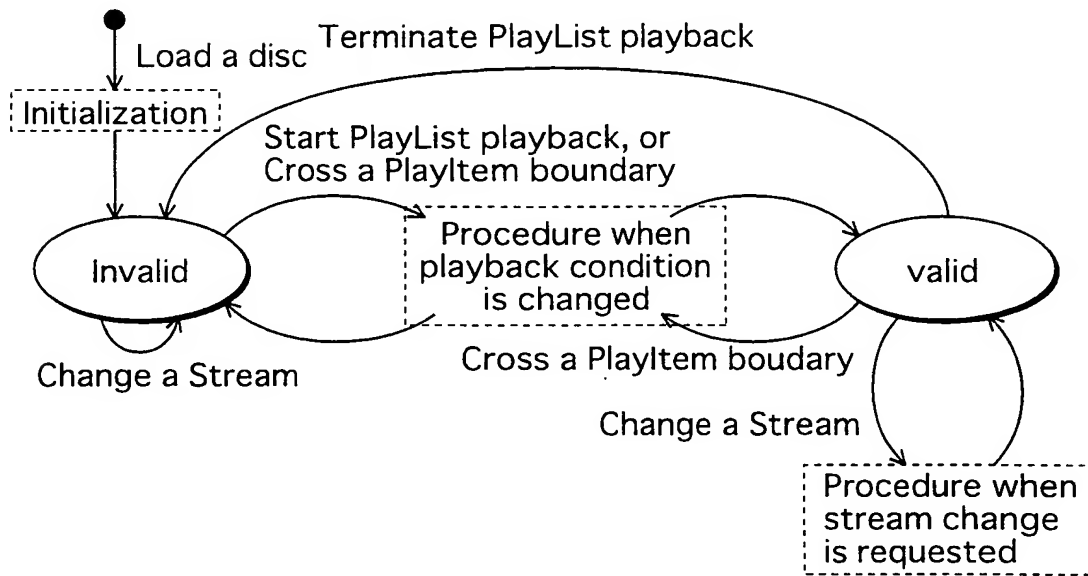 Terminate PlayList playback
Load a disc
Initialization
Start PlayList playback, or
Cross a PlayItem boundary
Procedure when
playback condition
is changed
Invalid
valid
Cross a PlayItem boudary
Change a Stream
Change a Stream
Procedure when
stream change
is requested